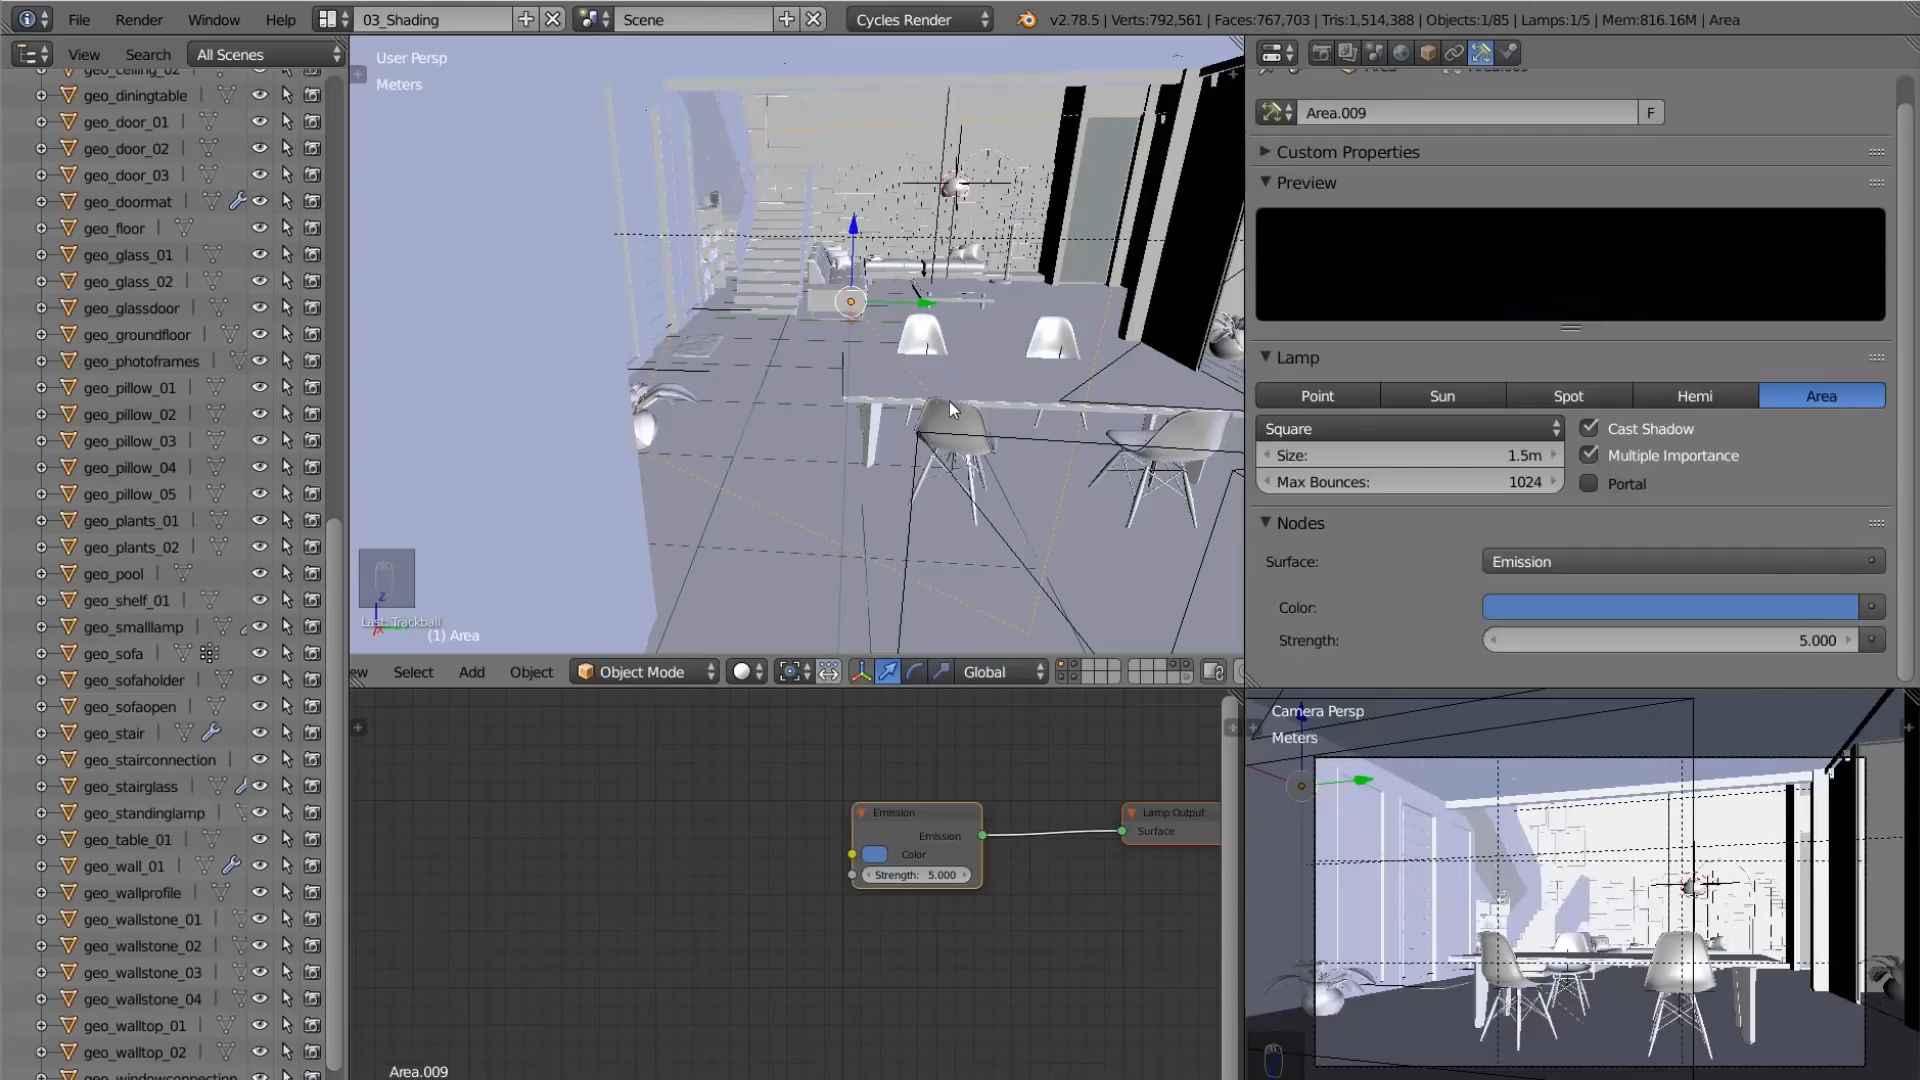 File Render Window Help 03_Shading Scene Cycles Render v2.78.5 | Verts:792,561 | Faces:767,703 | Tris:1,514,388 | Objects:1/85 | Lamps:1/5 | Mem:816.16M | Area
View Search All Scenes
geo_ceiling_02
geo_diningtable
geo_door_01
geo_door_02
geo_door_03
geo_doormat
geo_floor
geo_glass_01
geo_glass_02
geo_glassdoor
geo_groundfloor
geo_photoframes
geo_pillow_01
geo_pillow_02
geo_pillow_03
geo_pillow_04
geo_pillow_05
geo_plants_01
geo_plants_02
geo_pool
geo_shelf_01
geo_smalllamp
geo_sofa
geo_sofaholder
geo_sofaopen
geo_stair
geo_stairconnection
geo_stairglass
geo_standinglamp
geo_table_01
geo_wall_01
geo_wallprofile
geo_wallstone_01
geo_wallstone_02
geo_wallstone_03
geo_wallstone_04
geo_walltop_01
geo_walltop_02
geo_windowconnection
User Persp
Meters
z
Last: Trackball
(1) Area
ew Select Add Object Object Mode Global
Emission
Emission
Color
Strength: 5.000
Lamp Output
Surface
Area.009
Area.009 F
Custom Properties
Preview
Lamp
Point Sun Spot Hemi Area
Square Cast Shadow
Size: 1.5m Multiple Importance
Max Bounces: 1024 Portal
Nodes
Surface: Emission
Color:
Strength: 5.000
Camera Persp
Meters